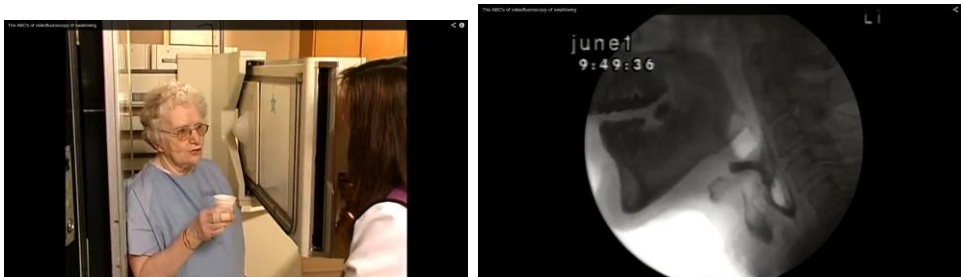 The ABC's of videofluoroscopy of swallowing
The ABC's of videofluoroscopy of swallowing
L1
june1
9:49:36